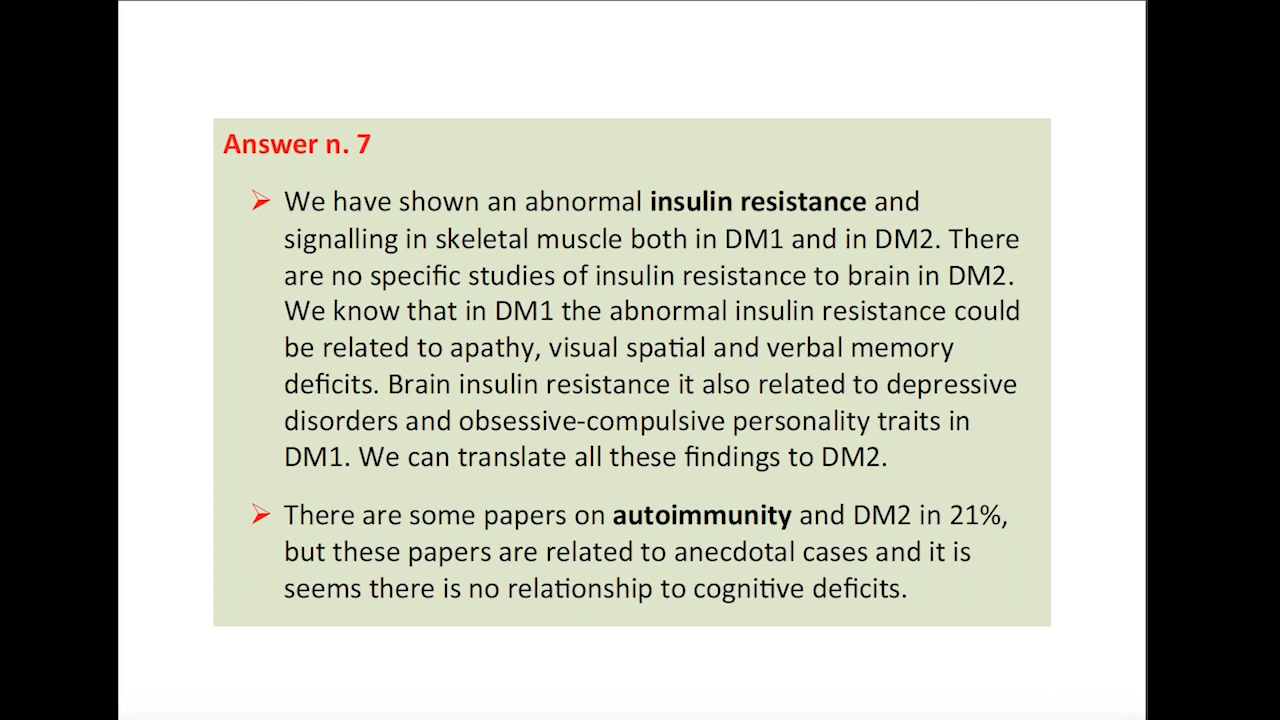 Answer n. 7
We have shown an abnormal insulin resistance and
signalling in skeletal muscle both in DM1 and in DM2. There
are no specific studies of insulin resistance to brain in DM2.
We know that in DM1 the abnormal insulin resistance could
be related to apathy, visual spatial and verbal memory
deficits. Brain insulin resistance it also related to depressive
disorders and obsessive-compulsive personality traits in
DM1. We can translate all these findings to DM2.
There are some papers on autoimmunity and DM2 in 21%,
but these papers are related to anecdotal cases and it is
seems there is no relationship to cognitive deficits.